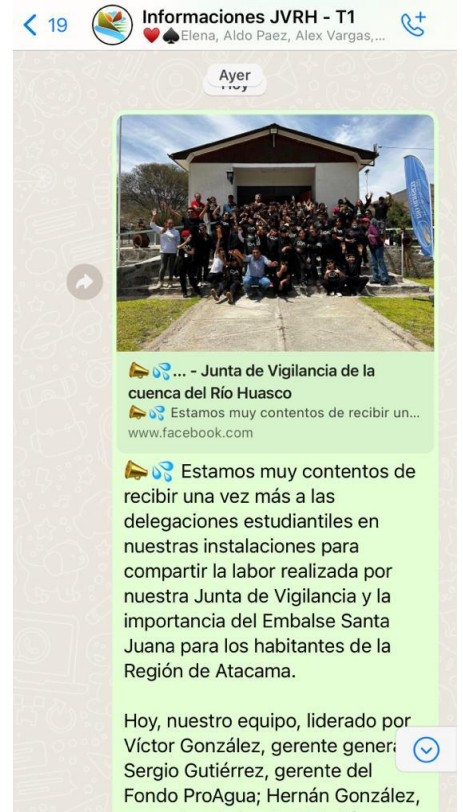 19
Informaciones JVRH - T1
❤️♠️Elena, Aldo Paez, Alex Vargas,...
Ayer
📣💦... - Junta de Vigilancia de la
cuenca del Río Huasco
📣💦 Estamos muy contentos de recibir un...
www.facebook.com
📣💦 Estamos muy contentos de
recibir una vez más a las
delegaciones estudiantiles en
nuestras instalaciones para
compartir la labor realizada por
nuestra Junta de Vigilancia y la
importancia del Embalse Santa
Juana para los habitantes de la
Región de Atacama.
Hoy, nuestro equipo, liderado por
Víctor González, gerente genera
Sergio Gutiérrez, gerente del
Fondo ProAgua; Hernán González,